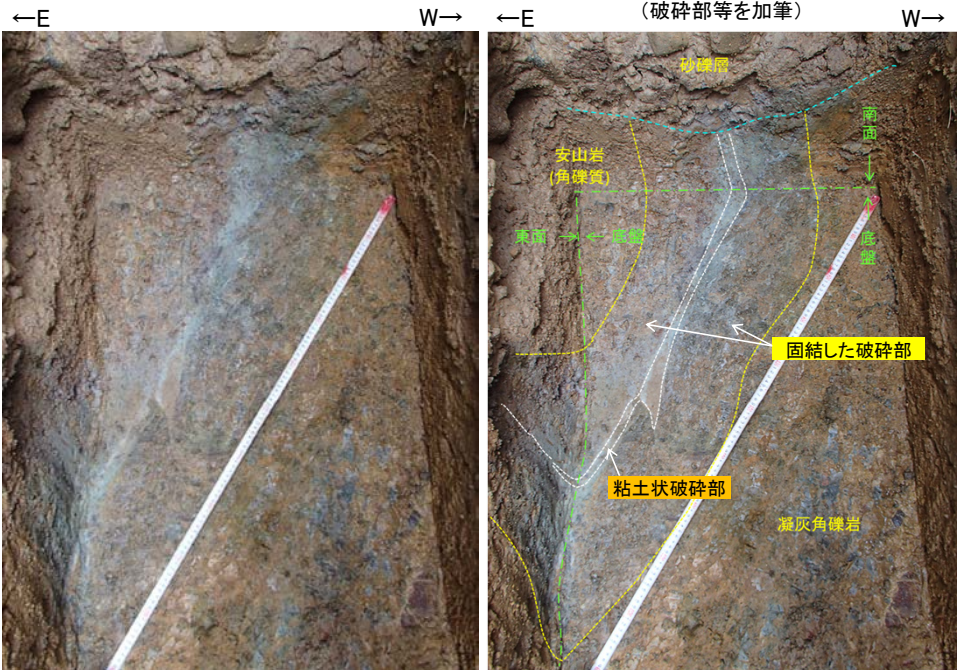 ←E
W→
←E
(破砕部等を加筆)
W→
砂礫層
南面
↓
安山岩
(角礫質)
東面
→
←
底盤
↑
底盤
固結した破砕部
粘土状破砕部
凝灰角礫岩